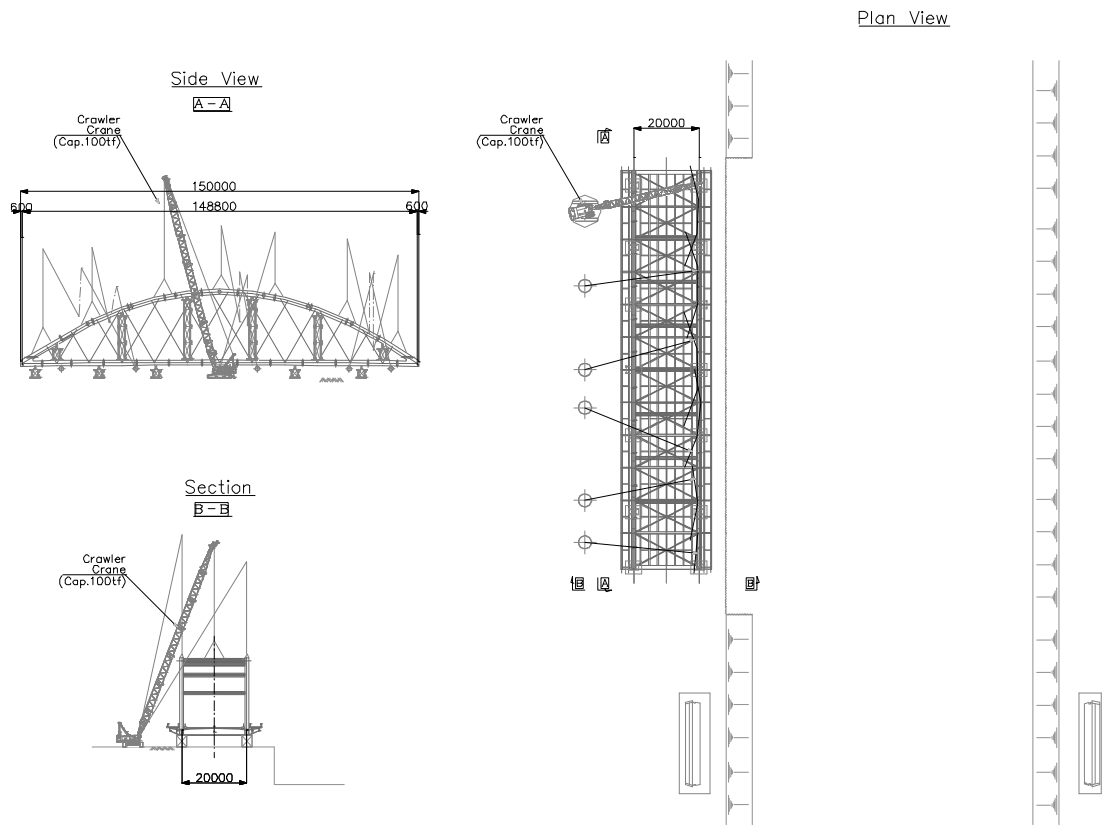 Plan View
Side View
A-A
Crawler
Crane
(Cap.100tf)
150000
600
148800
600
Crawler
Crane
(Cap.100tf)
A
20000
B
A
B
Section
B-B
Crawler
Crane
(Cap.100tf)
20000